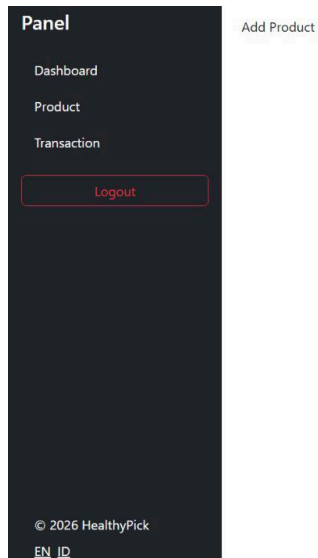 Panel
Add Product
Dashboard
Product
Transaction
Logout
© 2026 HealthyPick
EN ID